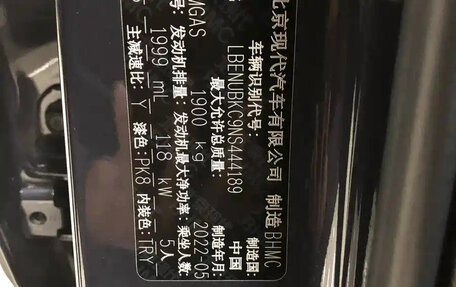 北京现代汽车有限公司 制造 BHMC
车辆识别代号: 制造国:
LBENUBKC9NS444189 中国
最大允许总质量: 制造年月:
1900 kg 2022-05
号: 发动机排量: 发动机最大净功率: 乘坐人数:
MGAS 1999 mL 118 kW 5人
主减速比: Y 漆色: PK8 内装色: TRY